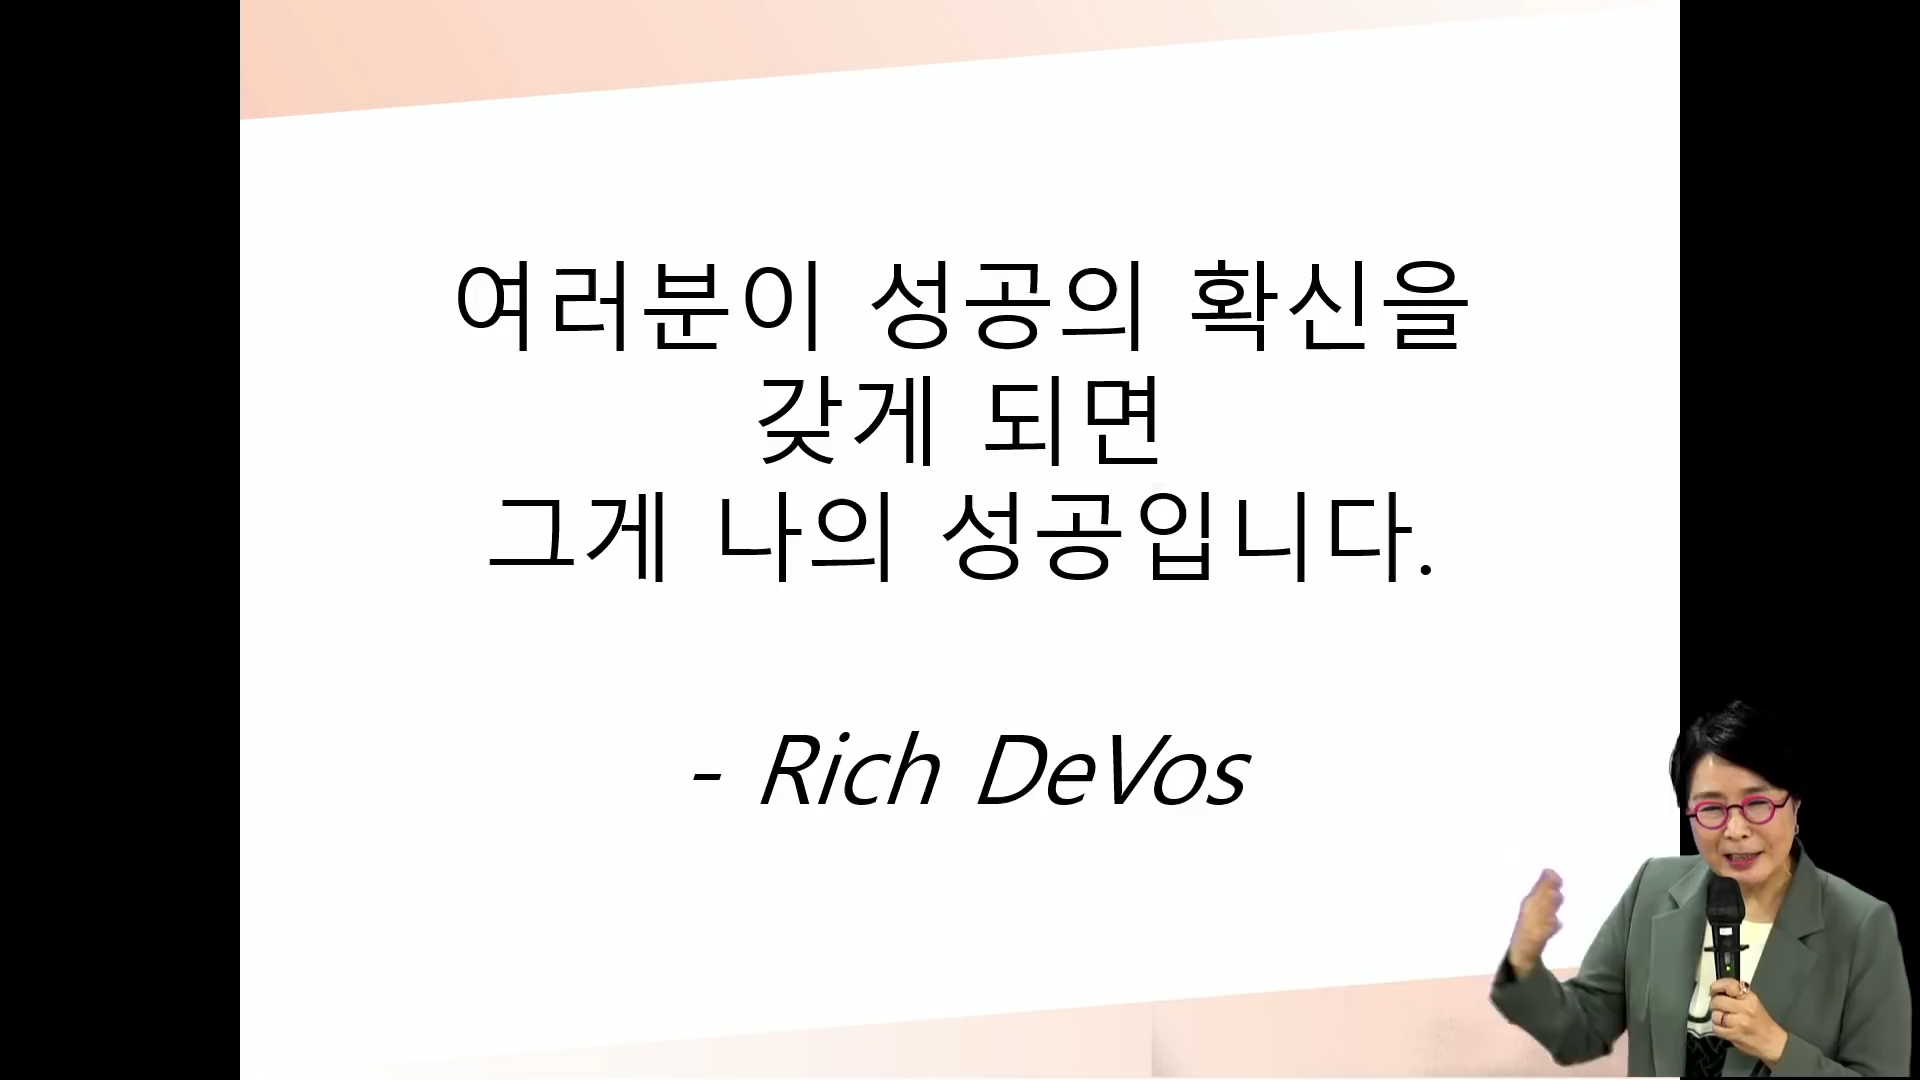 여러분이 성공의 확신을
갖게 되면
그게 나의 성공입니다.
- Rich DeVos